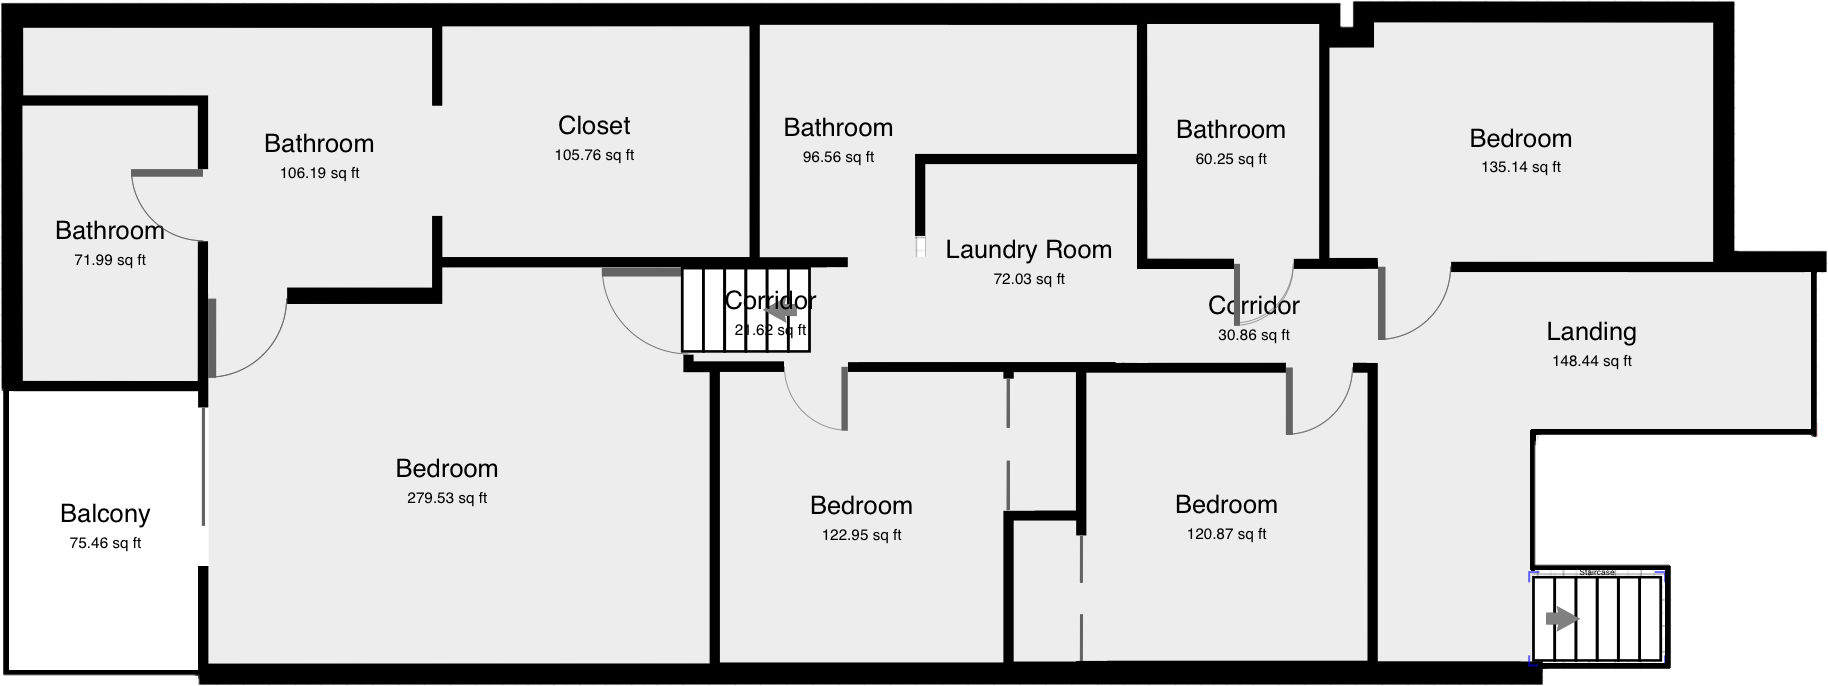 Bathroom
106.19 sq ft
Closet
105.76 sq ft
Bathroom
96.56 sq ft
Bathroom
60.25 sq ft
Bedroom
135.14 sq ft
Bathroom
71.99 sq ft
Laundry Room
72.03 sq ft
Corridor
21.62 sq ft
Corridor
30.86 sq ft
Landing
148.44 sq ft
Bedroom
279.53 sq ft
Bedroom
122.95 sq ft
Bedroom
120.87 sq ft
Balcony
75.46 sq ft
Staircase